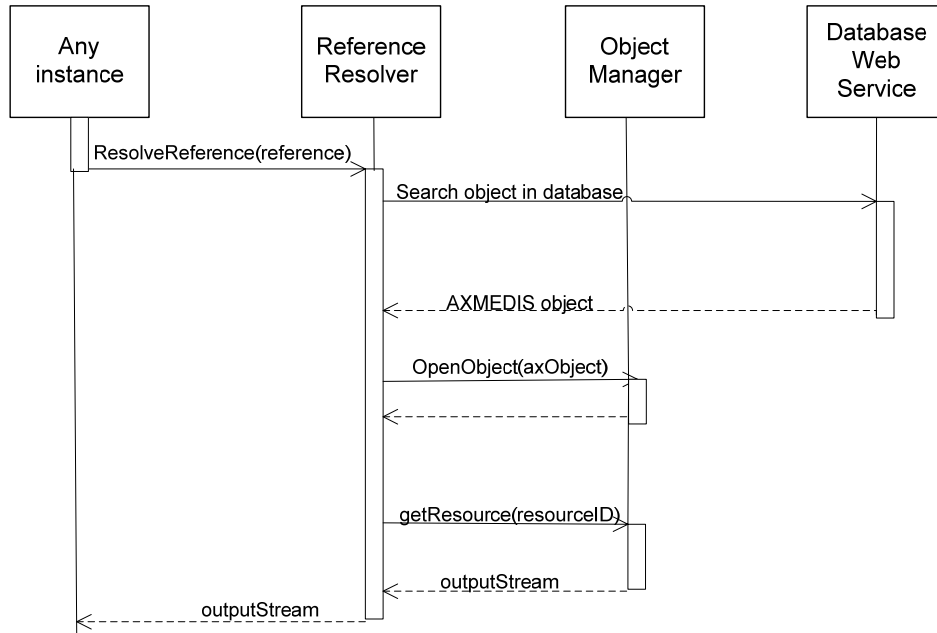 Any
instance
Reference
Resolver
Object
Manager
Database
Web
Service
ResolveReference(reference)
Search object in database
AXMEDIS object
OpenObject(axObject)
getResource(resourceID)
outputStream
outputStream